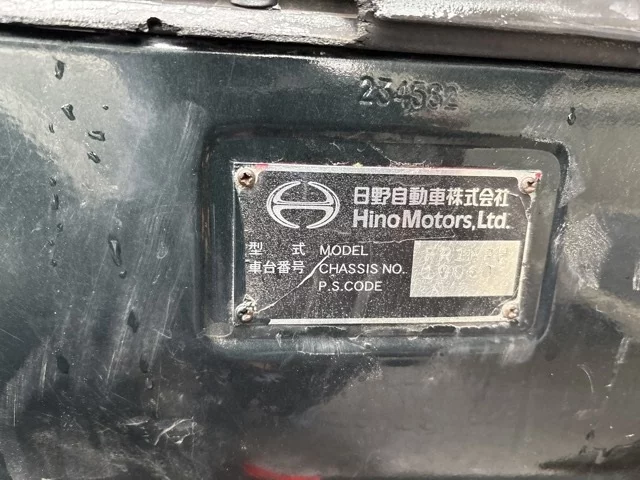 234532
日野自動車株式会社
Hino Motors, Ltd.
型 式 MODEL
車台番号 CHASSIS NO.
P.S.CODE